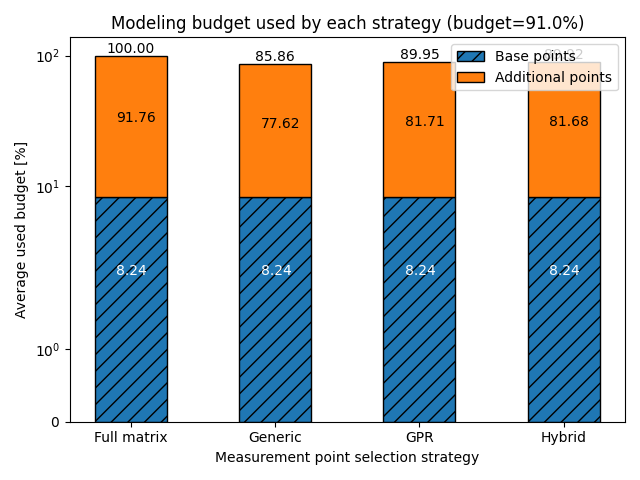 Modeling budget used by each strategy (budget=91.0%)
100.00
85.86
89.95
Base points
Additional points
91.76
77.62
81.71
81.68
8.24
8.24
8.24
8.24
10²
10¹
10⁰
0
Average used budget [%]
Full matrix
Generic
GPR
Hybrid
Measurement point selection strategy